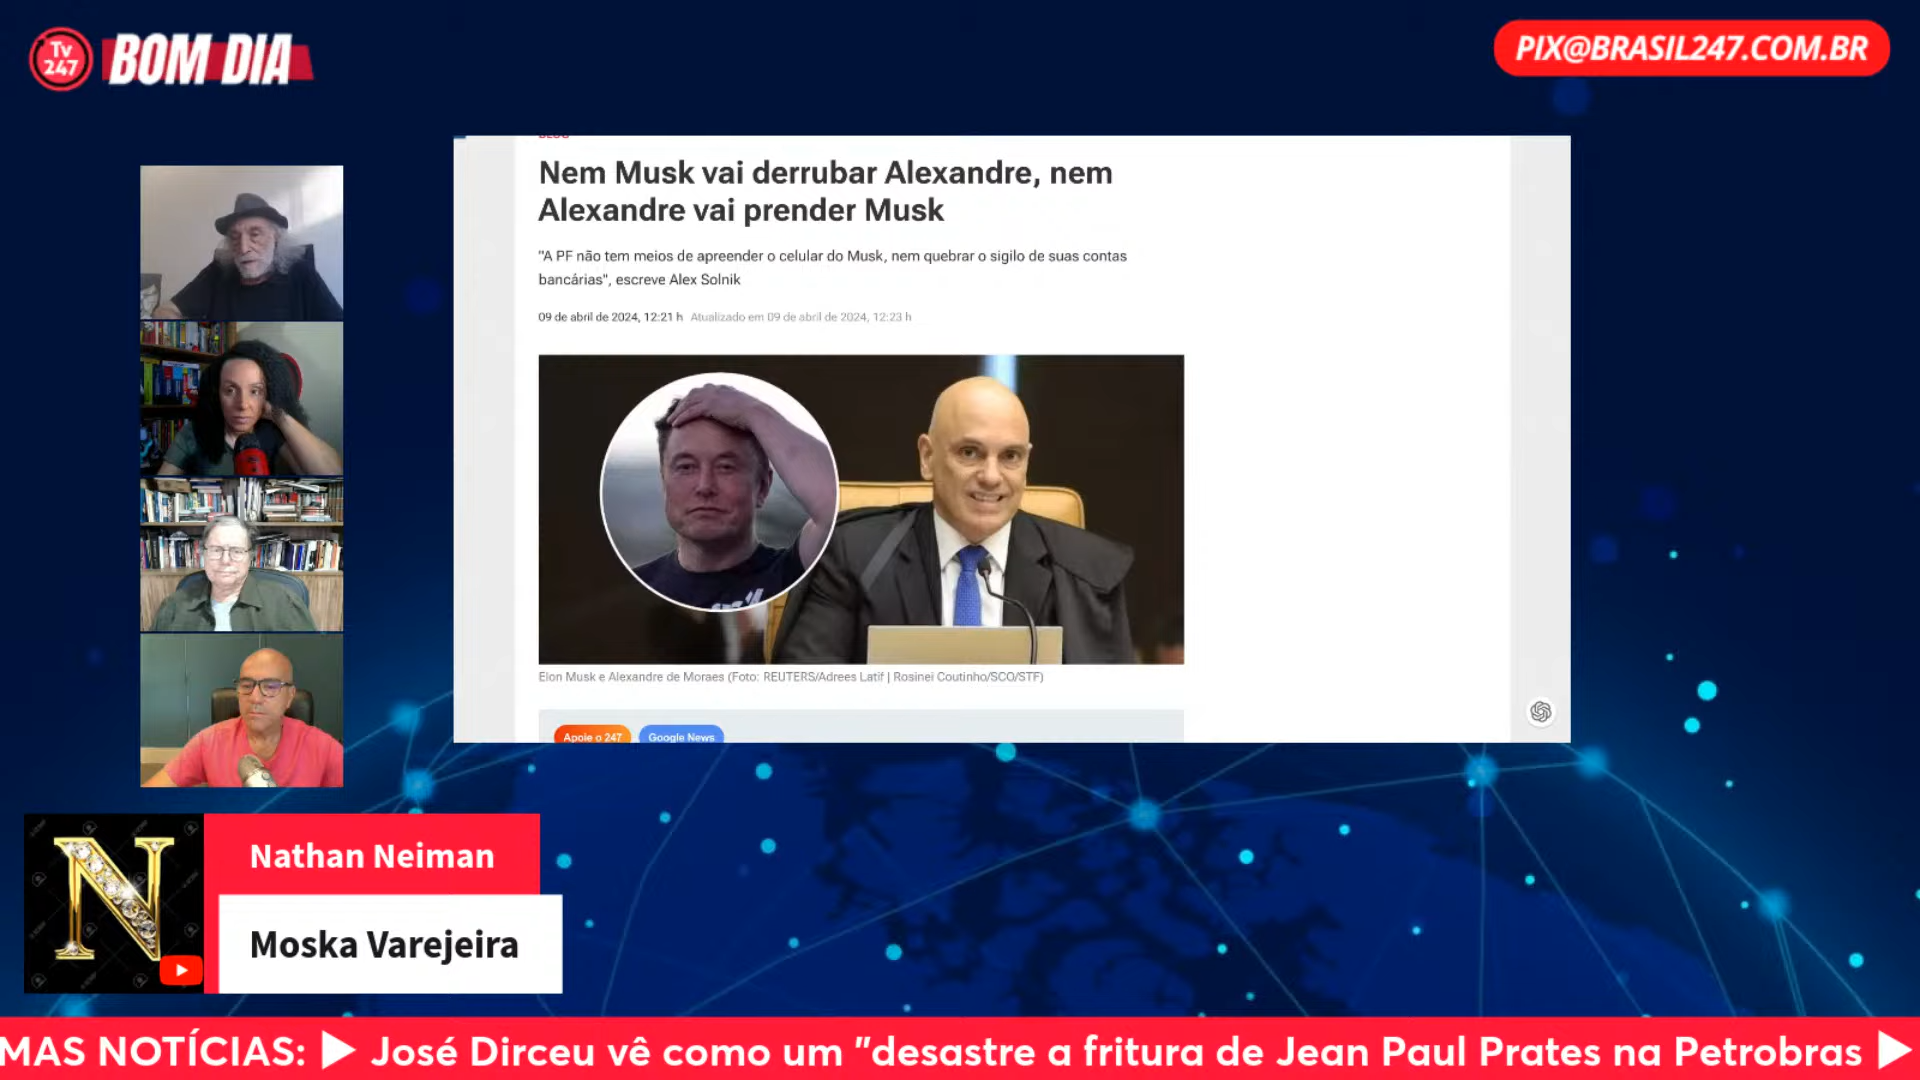 Tv 247
BOM DIA
PIX@BRASIL247.COM.BR
BLOG
Nem Musk vai derrubar Alexandre, nem
Alexandre vai prender Musk
"A PF não tem meios de apreender o celular do Musk, nem quebrar o sigilo de suas contas
bancárias", escreve Alex Solnik
09 de abril de 2024, 12:21 h Atualizado em 09 de abril de 2024, 12:23 h
Elon Musk e Alexandre de Moraes (Foto: REUTERS/Adrees Latif | Rosinei Coutinho/SCO/STF)
Apoie o 247 Google News
N
Nathan Neiman
Moska Varejeira
MAS NOTÍCIAS: ▶ José Dirceu vê como um "desastre a fritura de Jean Paul Prates na Petrobras ▶